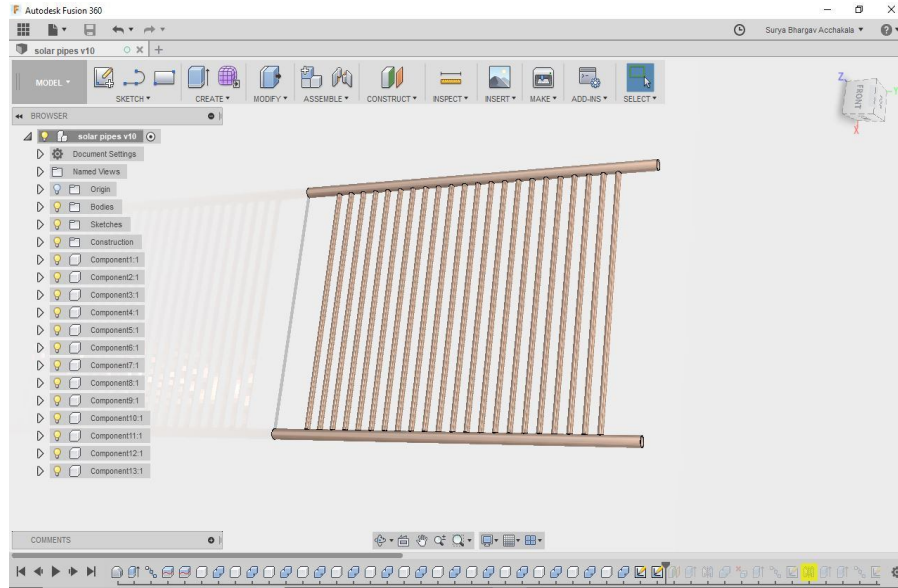 Autodesk Fusion 360
Surya Bhargav Acchakala
solar pipes v10
MODEL
SKETCH
CREATE
MODIFY
ASSEMBLE
CONSTRUCT
INSPECT
INSERT
MAKE
ADD-INS
SELECT
Z
Y
X
FRONT
BROWSER
solar pipes v10
Document Settings
Named Views
Origin
Bodies
Sketches
Construction
Component1:1
Component2:1
Component3:1
Component4:1
Component5:1
Component6:1
Component7:1
Component8:1
Component9:1
Component10:1
Component11:1
Component12:1
Component13:1
COMMENTS